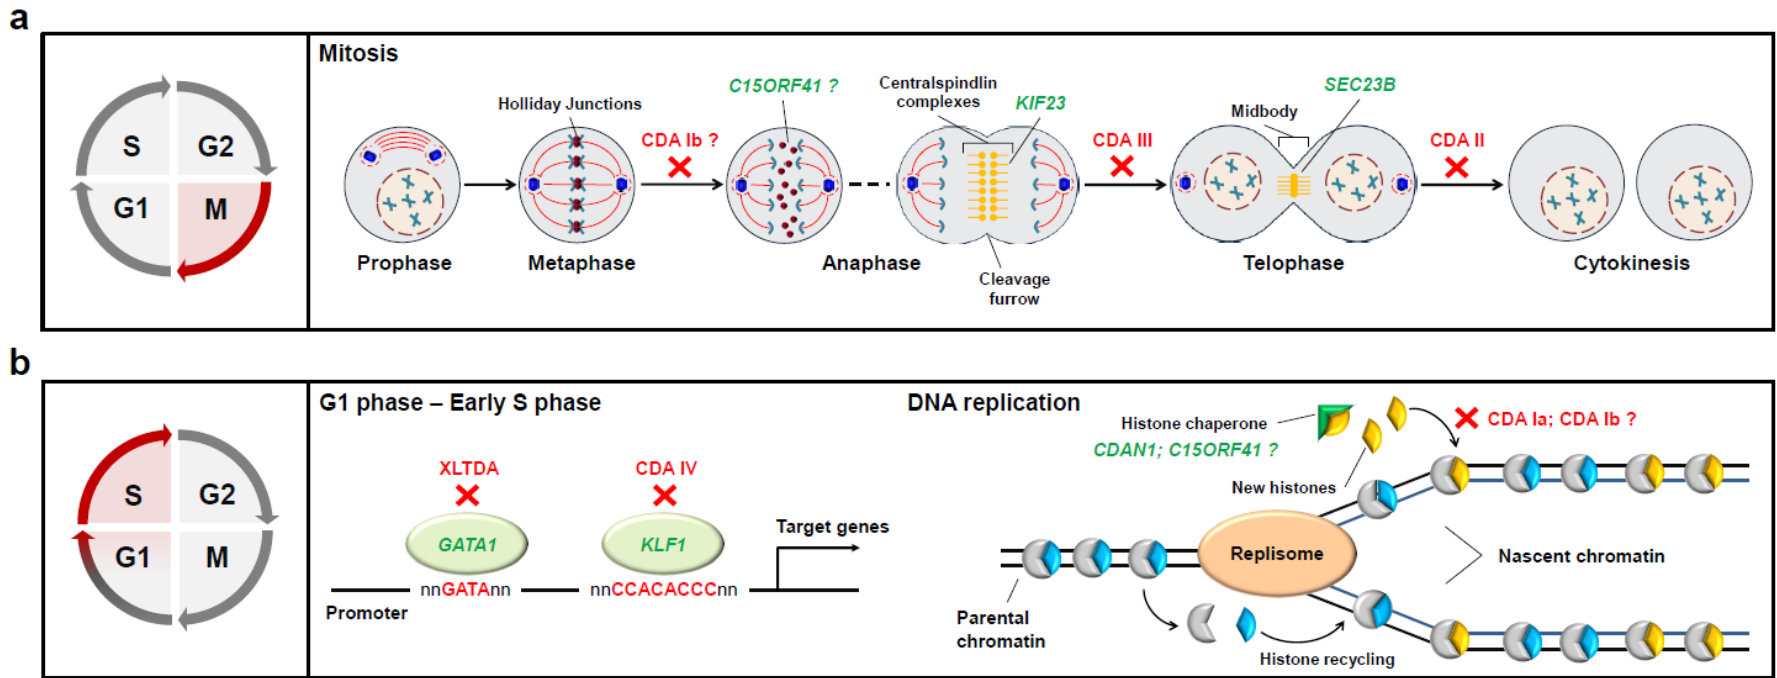 a
S
G2
G1
M
Mitosis
Holliday Junctions
C15ORF41 ?
CDA Ib ?
Centralspindlin
complexes
KIF23
CDA III
Midbody
SEC23B
CDA II
Prophase
Metaphase
Anaphase
Cleavage
furrow
Telophase
Cytokinesis
b
S
G2
G1
M
G1 phase – Early S phase
XLTDA
CDA IV
GATA1
KLF1
Target genes
nnGATAnn
nnCCACACCCnn
Promoter
DNA replication
Histone chaperone
CDAN1; C15ORF41 ?
New histones
CDA Ia; CDA Ib ?
Replisome
Nascent chromatin
Parental
chromatin
Histone recycling